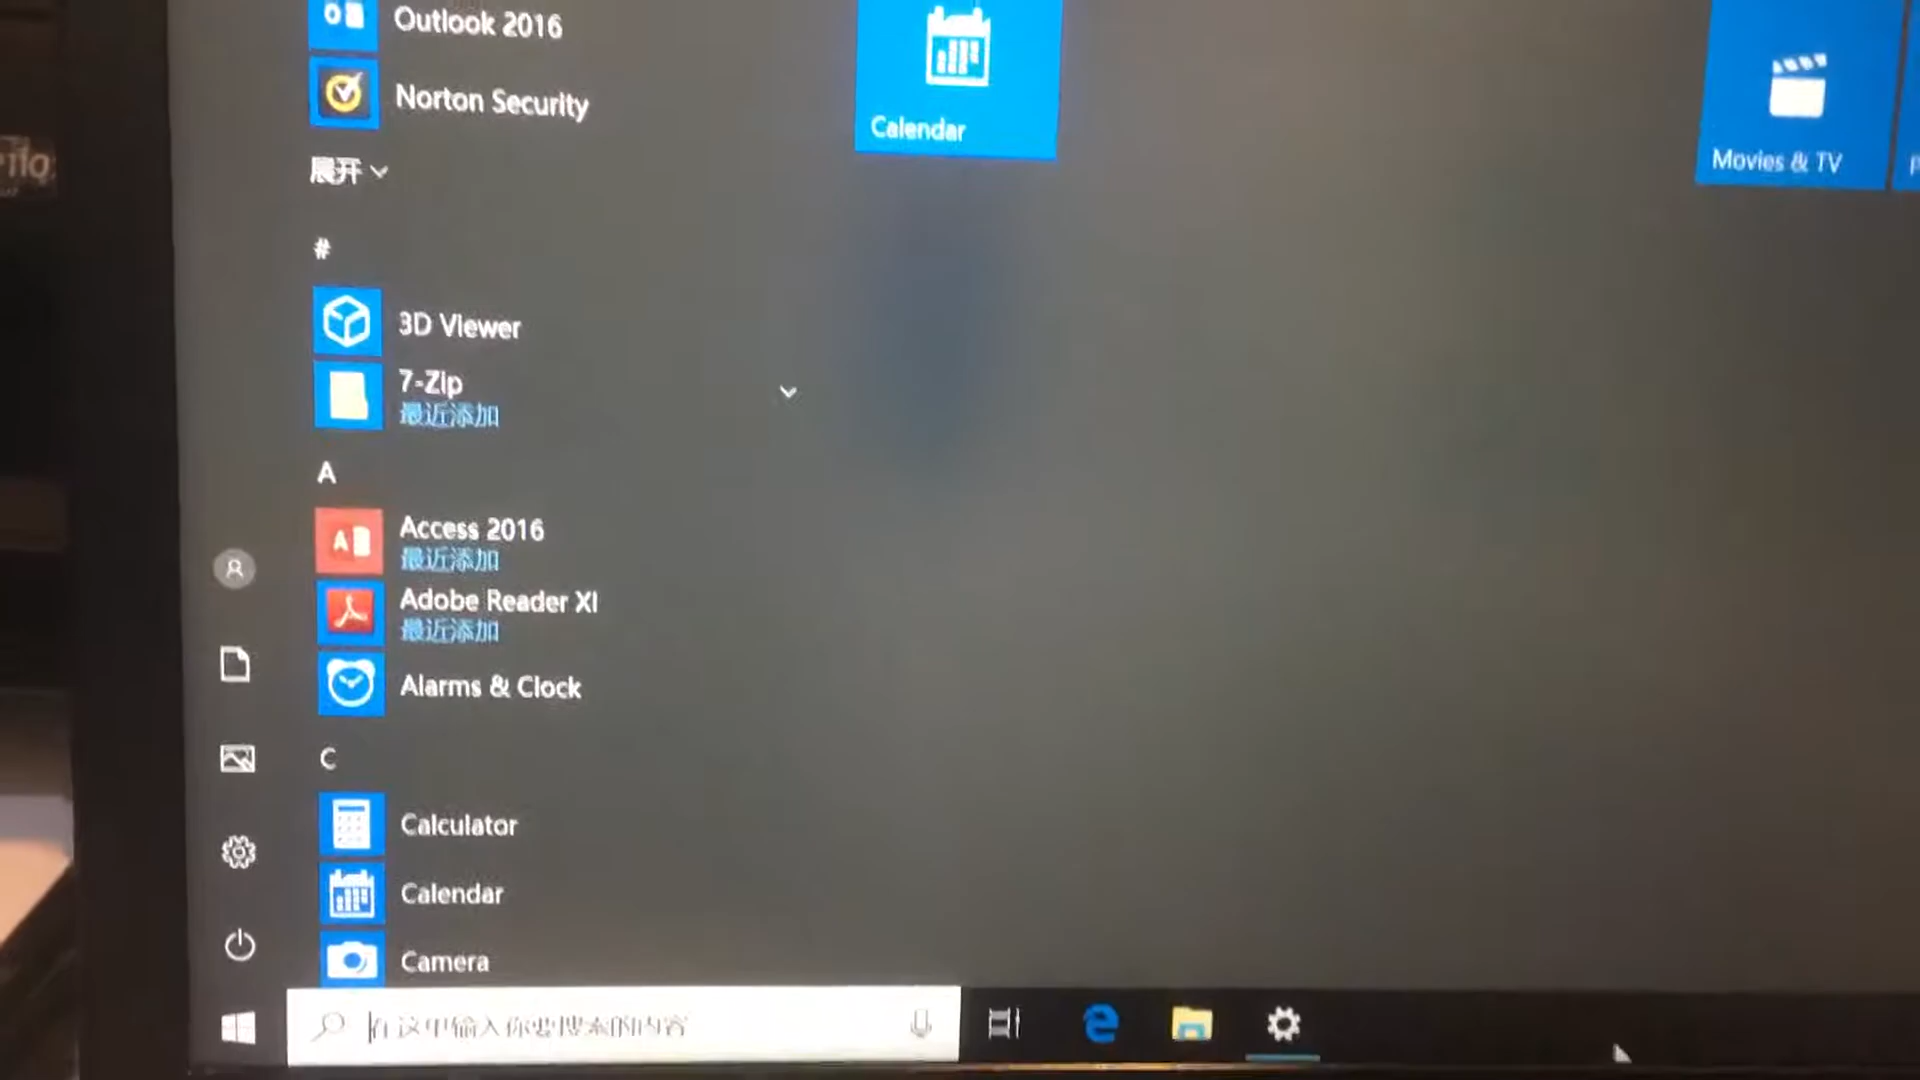 Outlook 2016
Norton Security
展开
#
3D Viewer
7-Zip
最近添加
A
Access 2016
最近添加
Adobe Reader XI
最近添加
Alarms & Clock
C
Calculator
Calendar
Camera
在这里输入你要搜索的内容
Calendar
Movies & TV